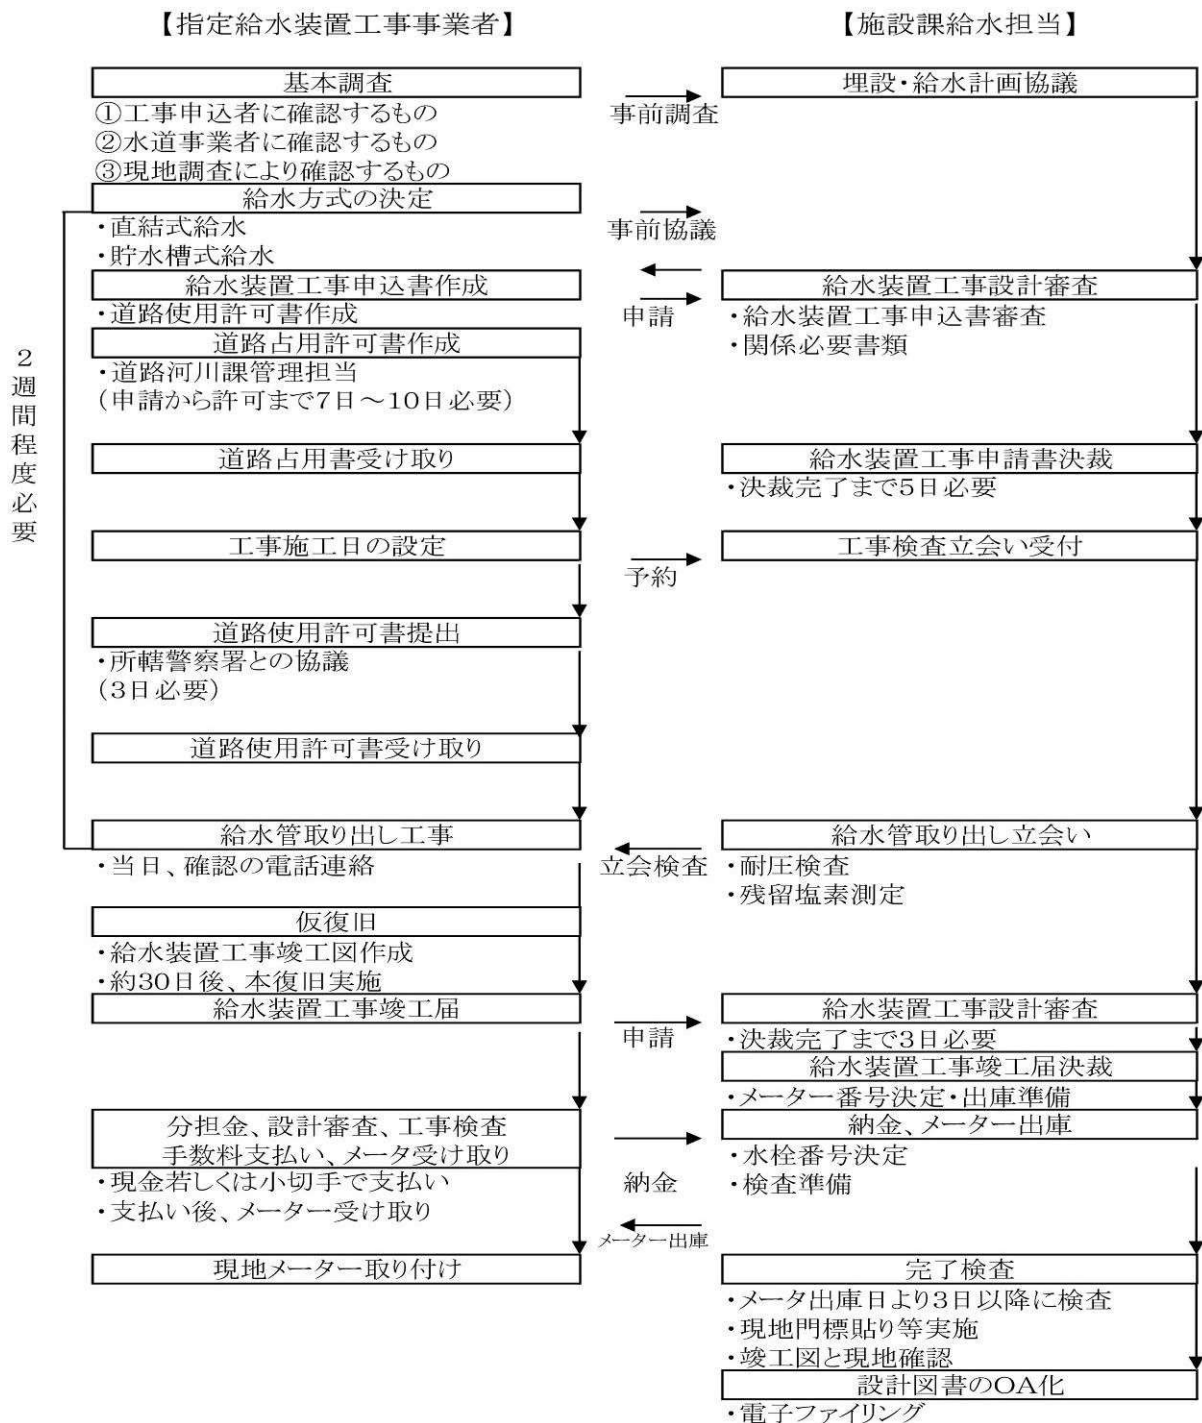 【指定給水装置工事事業者】
【施設課給水担当】
基本調査
①工事申込者に確認するもの
②水道事業者に確認するもの
③現地調査により確認するもの
事前調査
埋設・給水計画協議
給水方式の決定
・直結式給水
・貯水槽式給水
事前協議
給水装置工事申込書作成
・道路使用許可書作成
申請
給水装置工事設計審査
・給水装置工事申込書審査
・関係必要書類
道路占用許可書作成
・道路河川課管理担当
（申請から許可まで7日～10日必要）
2週間程度必要
道路占用書受け取り
給水装置工事申請書決裁
・決裁完了まで5日必要
工事施工日の設定
予約
工事検査立会い受付
道路使用許可書提出
・所轄警察署との協議
（3日必要）
道路使用許可書受け取り
給水管取り出し工事
・当日、確認の電話連絡
立会検査
給水管取り出し立会い
・耐圧検査
・残留塩素測定
仮復旧
・給水装置工事竣工図作成
・約30日後、本復旧実施
給水装置工事竣工届
申請
給水装置工事設計審査
・決裁完了まで3日必要
給水装置工事竣工届決裁
・メーター番号決定・出庫準備
分担金、設計審査、工事検査
手数料支払い、メータ受け取り
・現金若しくは小切手で支払い
・支払い後、メーター受け取り
納金
納金、メーター出庫
・水栓番号決定
・検査準備
メーター出庫
現地メーター取り付け
完了検査
・メータ出庫日より3日以降に検査
・現地門標貼り等実施
・竣工図と現地確認
設計図書のOA化
・電子ファイリング